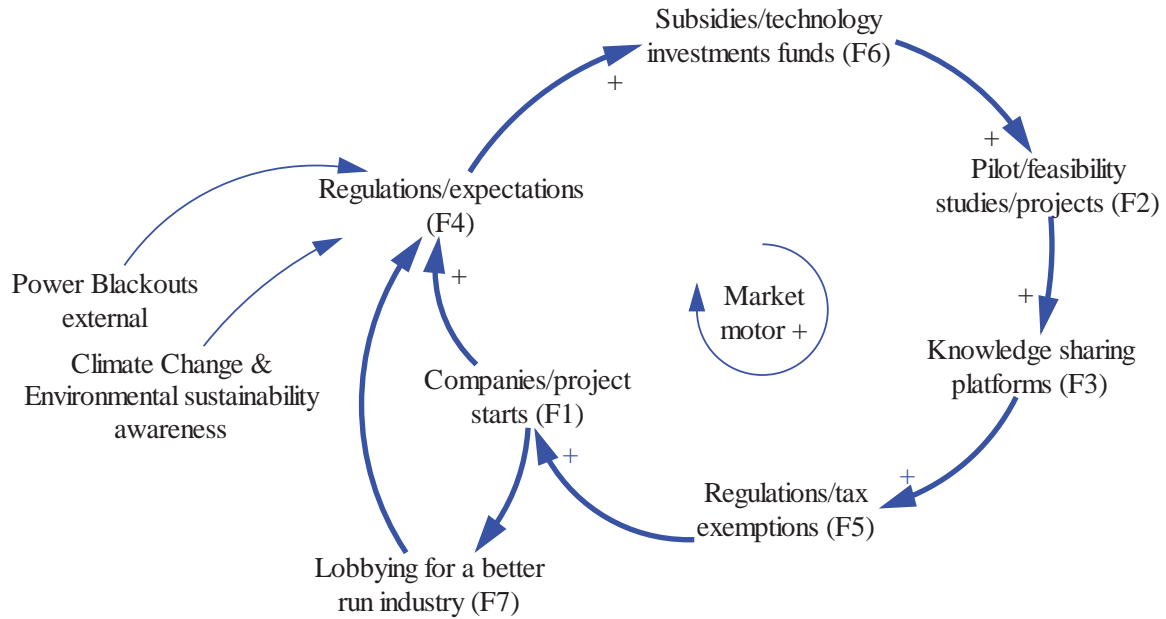 Subsidies/technology
investments funds (F6)
+
+
Pilot/feasibility
studies/projects (F2)
Regulations/expectations
(F4)
+
Power Blackouts
external
Market
motor +
+
Climate Change &
Environmental sustainability
awareness
Knowledge sharing
platforms (F3)
Companies/project
starts (F1)
+
+
Regulations/tax
exemptions (F5)
Lobbying for a better
run industry (F7)